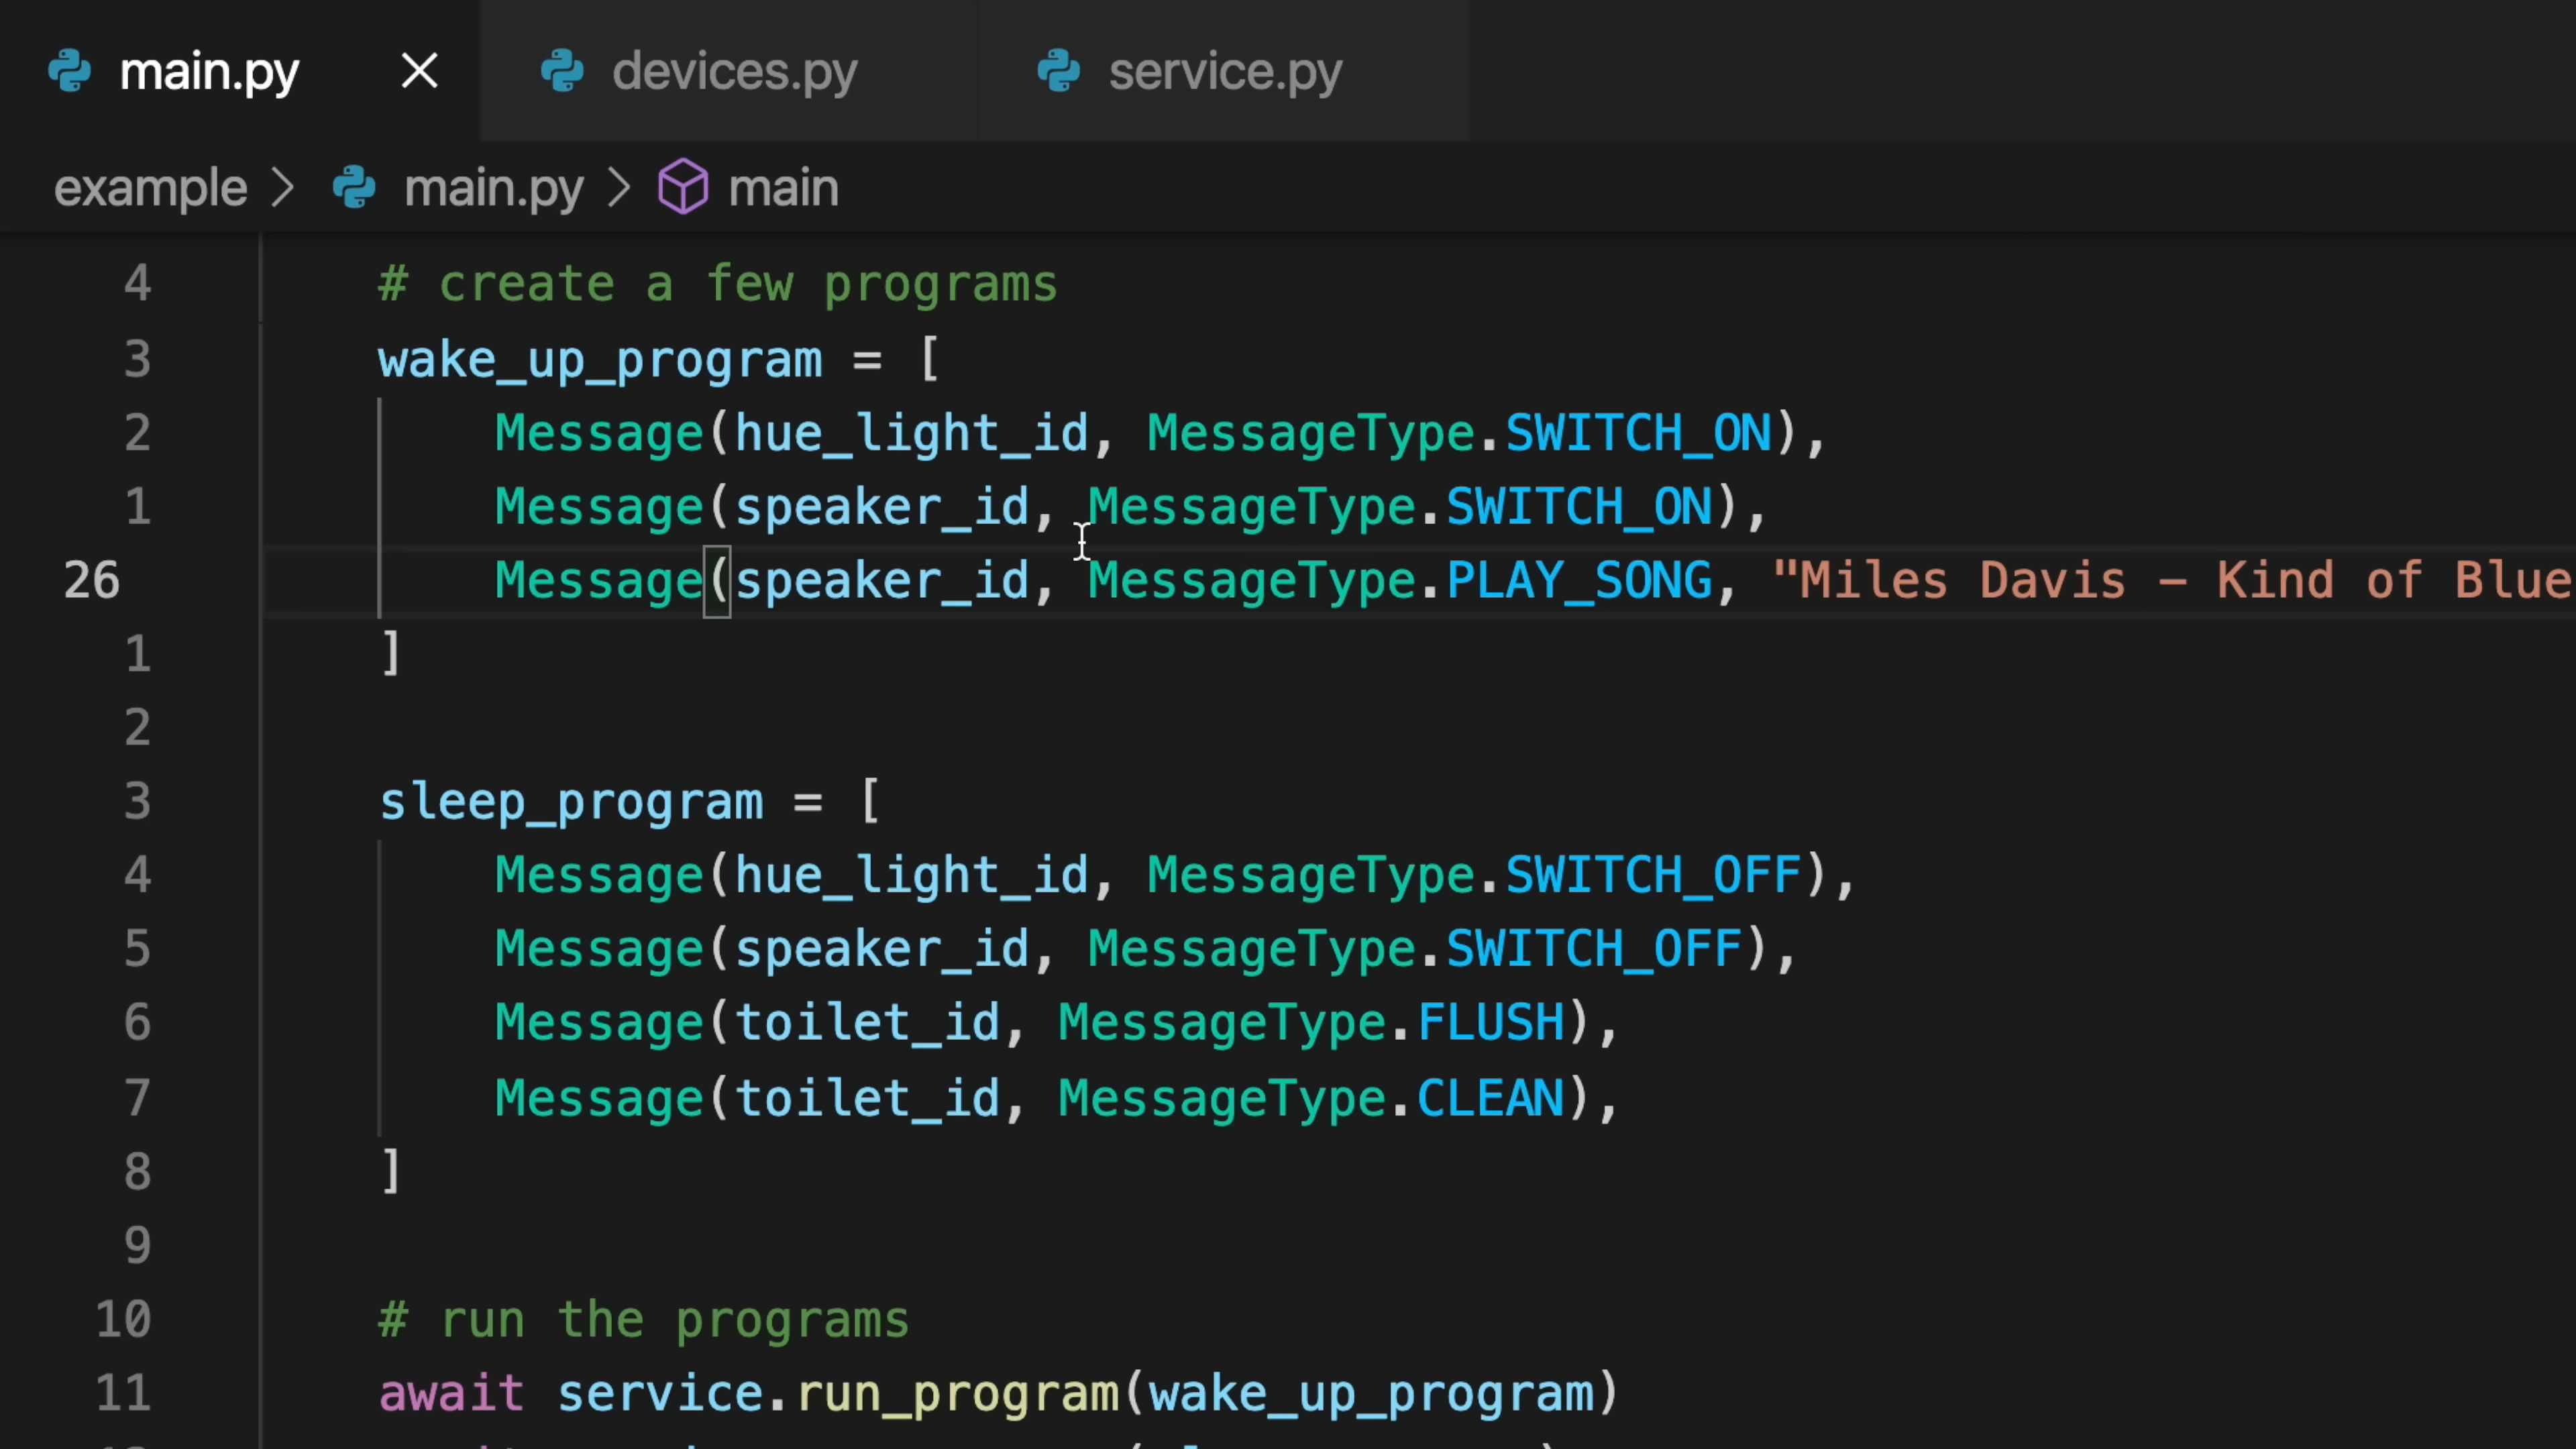 main.py
devices.py
service.py
example > main.py > main
4 # create a few programs
3 wake_up_program = [
2 Message(hue_light_id, MessageType.SWITCH_ON),
1 Message(speaker_id, MessageType.SWITCH_ON),
26 Message(speaker_id, MessageType.PLAY_SONG, "Miles Davis – Kind of Blue
1 ]
2
3 sleep_program = [
4 Message(hue_light_id, MessageType.SWITCH_OFF),
5 Message(speaker_id, MessageType.SWITCH_OFF),
6 Message(toilet_id, MessageType.FLUSH),
7 Message(toilet_id, MessageType.CLEAN),
8 ]
9
10 # run the programs
11 await service.run_program(wake_up_program)